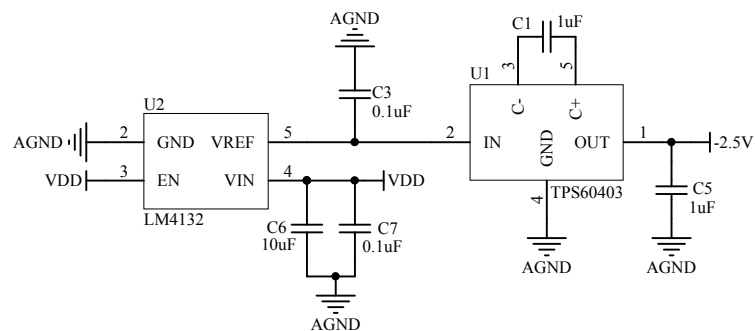 AGND
C1
1uF
3
5
U1
C-
C+
C3
0.1uF
U2
AGND
2
GND
VREF
5
2
IN
GND
OUT
1
-2.5V
VDD
3
EN
VIN
4
VDD
LM4132
4
TPS60403
C5
1uF
C6
10uF
C7
0.1uF
AGND
AGND
AGND